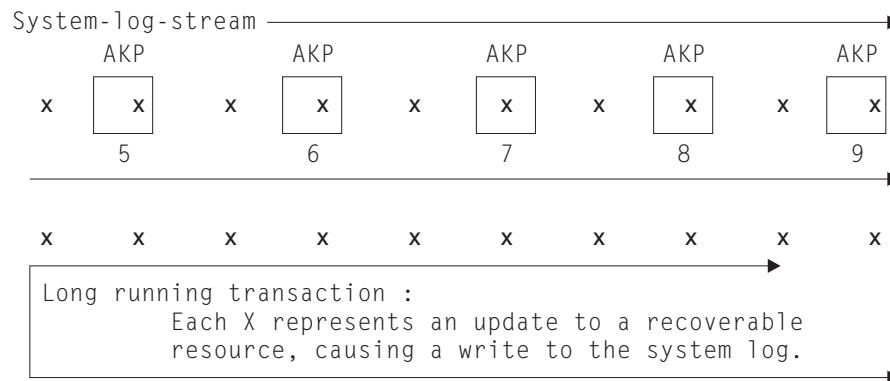 System-log-stream
AKP AKP AKP AKP AKP
x x x x x x x x x x
5 6 7 8 9
x x x x x x x x x x
Long running transaction :
Each X represents an update to a recoverable
resource, causing a write to the system log.